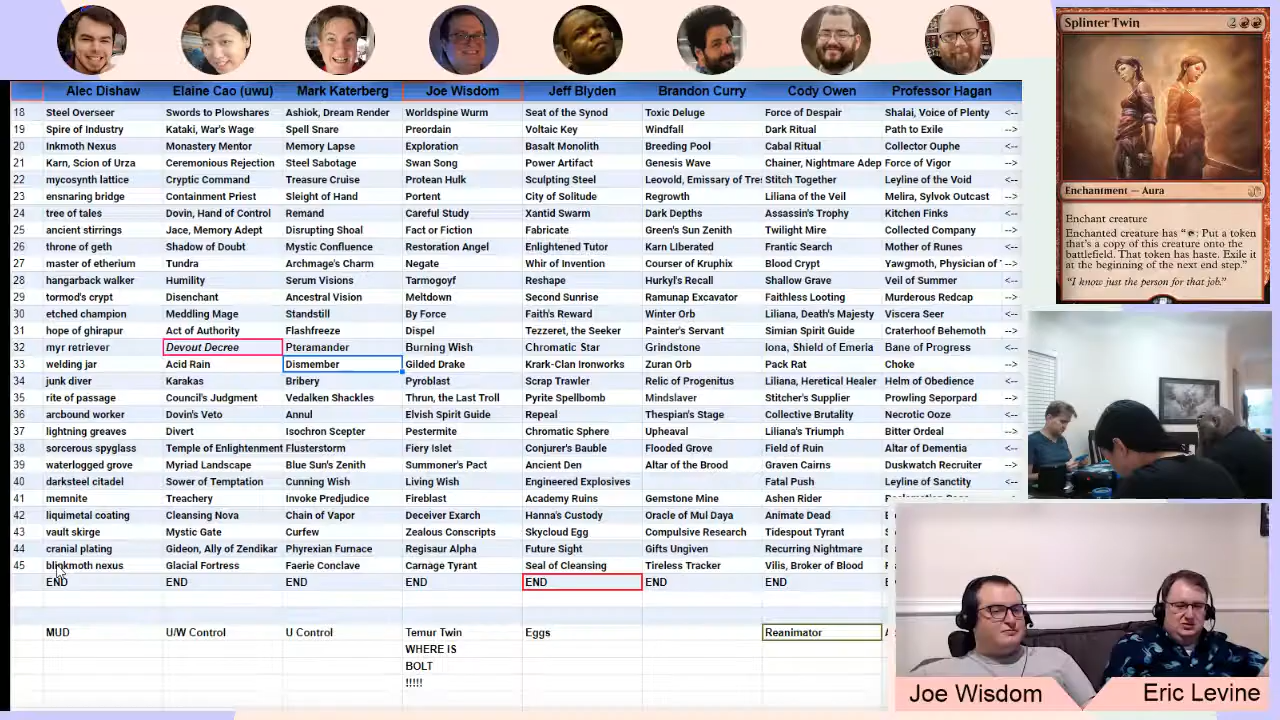 Alec Dishaw Elaine Cao (uwu) Mark Katerberg Joe Wisdom Jeff Blyden Brandon Curry Cody Owen Professor Hagan
18 Steel Overseer Swords to Plowshares Ashiok, Dream Render Worldspine Wurm Seat of the Synod Toxic Deluge Force of Despair Shalai, Voice of Plenty <--
19 Spire of Industry Kataki, War's Wage Spell Snare Preordain Voltaic Key Windfall Dark Ritual Path to Exile -->
20 Inkmoth Nexus Monastery Mentor Memory Lapse Exploration Basalt Monolith Breeding Pool Cabal Ritual Collector Ouphe <--
21 Karn, Scion of Urza Ceremonious Rejection Steel Sabotage Swan Song Power Artifact Genesis Wave Chainer, Nightmare Adep Force of Vigor -->
22 mycosynth lattice Cryptic Command Treasure Cruise Protean Hulk Sculpting Steel Leovold, Emissary of Tres Stitch Together Leyline of the Void <--
23 ensnaring bridge Containment Priest Sleight of Hand Portent City of Solitude Regrowth Liliana of the Veil Melira, Sylvok Outcast -->
24 tree of tales Dovin, Hand of Control Remand Careful Study Xantid Swarm Dark Depths Assassin's Trophy Kitchen Finks <--
25 ancient stirrings Jace, Memory Adept Disrupting Shoal Fact or Fiction Fabricate Green's Sun Zenith Twilight Mire Collected Company -->
26 throne of geth Shadow of Doubt Mystic Confluence Restoration Angel Enlightened Tutor Karn LIberated Frantic Search Mother of Runes <--
27 master of etherium Tundra Archmage's Charm Negate Whir of Invention Courser of Kruphix Blood Crypt Yawgmoth, Physician of -->
28 hangarback walker Humility Serum Visions Tarmogoyf Reshape Hurkyl's Recall Shallow Grave Veil of Summer <--
29 tormod's crypt Disenchant Ancestral Vision Meltdown Second Sunrise Ramunap Excavator Faithless Looting Murderous Redcap -->
30 etched champion Meddling Mage Standstill By Force Faith's Reward Winter Orb Liliana, Death's Majesty Viscera Seer <--
31 hope of ghirapur Act of Authority Flashfreeze Dispel Tezzeret, the Seeker Painter's Servant Simian Spirit Guide Craterhoof Behemoth -->
32 myr retriever Devout Decree Pteramander Burning Wish Chromatic Star Grindstone Iona, Shield of Emeria Bane of Progress <--
33 welding jar Acid Rain Dismember Gilded Drake Krark-Clan Ironworks Zuran Orb Pack Rat Choke -->
34 junk diver Karakas Bribery Pyroblast Scrap Trawler Relic of Progenitus Liliana, Heretical Healer Helm of Obedience <--
35 rite of passage Council's Judgment Vedalken Shackles Thrun, the Last Troll Pyrite Spellbomb Mindslaver Stitcher's Supplier Prowling Serpopard -->
36 arcbound worker Dovin's Veto Annul Elvish Spirit Guide Repeal Thespian's Stage Collective Brutality Necrotic Ooze <--
37 lightning greaves Divert Isochron Scepter Pestermite Chromatic Sphere Upheaval Liliana's Triumph Bitter Ordeal -->
38 sorcerous spyglass Temple of Enlightenment Flusterstorm Fiery Islet Conjurer's Bauble Flooded Grove Field of Ruin Altar of Dementia <--
39 waterlogged grove Myriad Landscape Blue Sun's Zenith Summoner's Pact Ancient Den Altar of the Brood Graven Cairns Duskwatch Recruiter -->
40 darksteel citadel Sower of Temptation Cunning Wish Living Wish Engineered Explosives Fatal Push Leyline of Sanctity <--
41 memnite Treachery Invoke Prejudice Fireblast Academy Ruins Gemstone Mine Ashen Rider -->
42 liquimetal coating Cleansing Nova Chain of Vapor Deceiver Exarch Hanna's Custody Oracle of Mul Daya Animate Dead
43 vault skirge Mystic Gate Curfew Zealous Conscripts Skycloud Egg Compulsive Research Tidespout Tyrant
44 cranial plating Gideon, Ally of Zendikar Phyrexian Furnace Regisaur Alpha Future Sight Gifts Ungiven Recurring Nightmare
45 blinkmoth nexus Glacial Fortress Faerie Conclave Carnage Tyrant Seal of Cleansing Tireless Tracker Vilis, Broker of Blood
END END END END END END END
MUD U/W Control U Control Temur Twin Eggs Reanimator
WHERE IS
BOLT
!!!!!
Splinter Twin 2
Enchantment — Aura
Enchant creature
Enchanted creature has “: Put a token
that's a copy of this creature onto the
battlefield. That token has haste. Exile it
at the beginning of the next end step.”
“I know just the person for that job.”
Joe Wisdom Eric Levine